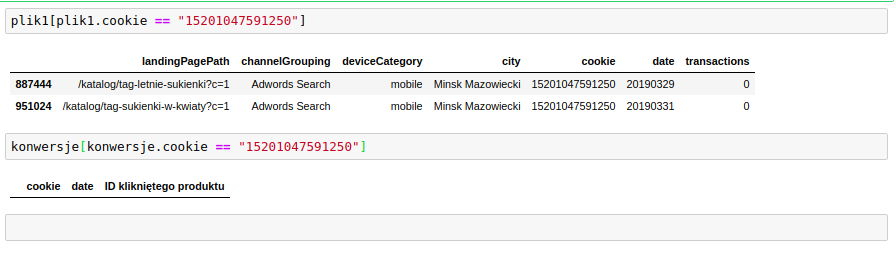 plik1[plik1.cookie == "15201047591250"]
landingPagePath channelGrouping deviceCategory city cookie date transactions
887444 /katalog/tag-letnie-sukienki?c=1 Adwords Search mobile Minsk Mazowiecki 15201047591250 20190329 0
951024 /katalog/tag-sukienki-w-kwiaty?c=1 Adwords Search mobile Minsk Mazowiecki 15201047591250 20190331 0
konwersje[konwersje.cookie == "15201047591250"]
cookie date ID klikniętego produktu